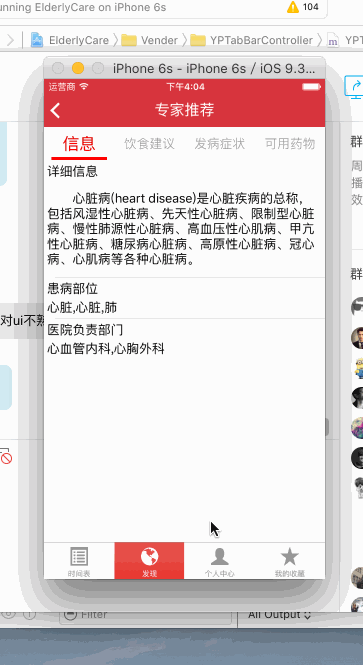 unning ElderlyCare on iPhone 6s
104
ElderlyCare
Vender
YPTabBarController
iPhone 6s - iPhone 6s / iOS 9.3...
运营商
下午4:04
专家推荐
信息
饮食建议
发病症状
可用药物
详细信息
心脏病(heart disease)是心脏疾病的总称，
包括风湿性心脏病、先天性心脏病、限制型心脏
病、慢性肺源性心脏病、高血压性心肌病、甲亢
性心脏病、糖尿病心脏病、高原性心脏病、冠心
病、心肌病等各种心脏病。
患病部位
心脏,心脏,肺
医院负责部门
心血管内科,心胸外科
时间表
发现
个人中心
我的收藏
对ui不
群
周
播
效
群
Filter
All Output